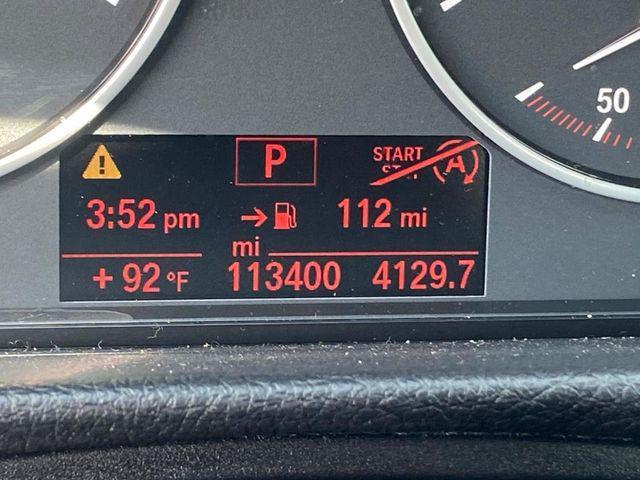 P
START
A
3:52 pm
112 mi
mi
+ 92 °F
113400
4129.7
50